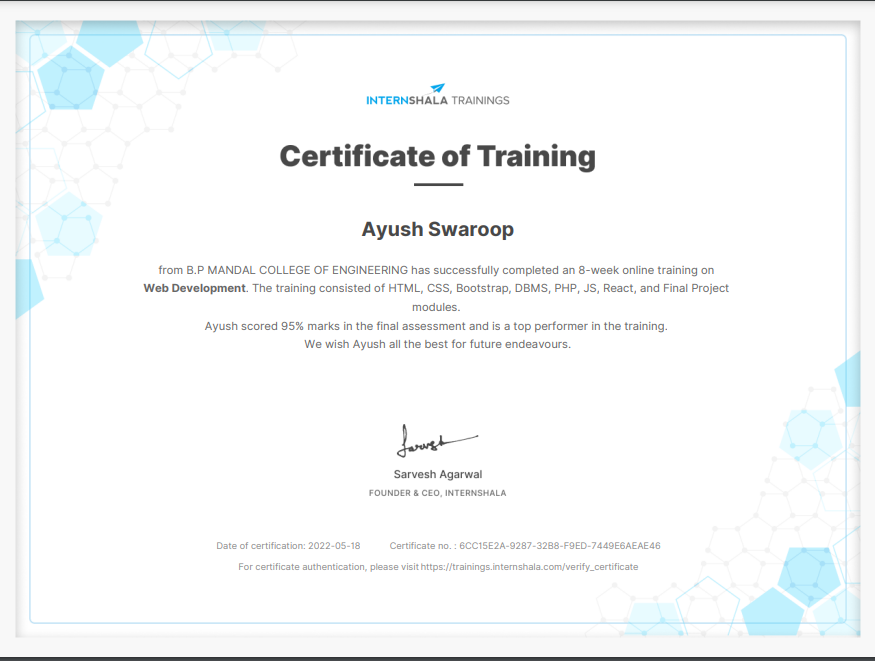 INTERNSHALA TRAININGS
Certificate of Training
Ayush Swaroop
from B.P MANDAL COLLEGE OF ENGINEERING has successfully completed an 8-week online training on
Web Development. The training consisted of HTML, CSS, Bootstrap, DBMS, PHP, JS, React, and Final Project
modules.
Ayush scored 95% marks in the final assessment and is a top performer in the training.
We wish Ayush all the best for future endeavours.
Sarvesh
Sarvesh Agarwal
FOUNDER & CEO, INTERNSHALA
Date of certification: 2022-05-18 Certificate no. : 6CC15E2A-9287-32B8-F9ED-7449E6AEAE46
For certificate authentication, please visit https://trainings.internshala.com/verify_certificate